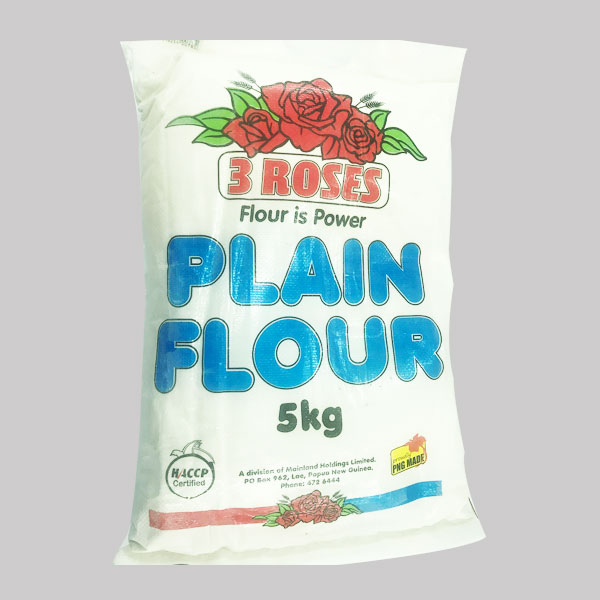 3 ROSES
Flour is Power
PLAIN
FLOUR
5kg
HACCP
Certified
A division of Mainland Holdings Limited.
PO Box 962, Lae, Papua New Guinea.
Phone: 472 6444
proudly
PNG MADE